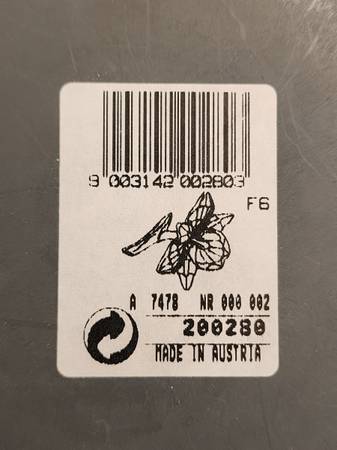 9 003142 002803
F6
A 7478 NR 000 002
200280
MADE IN AUSTRIA